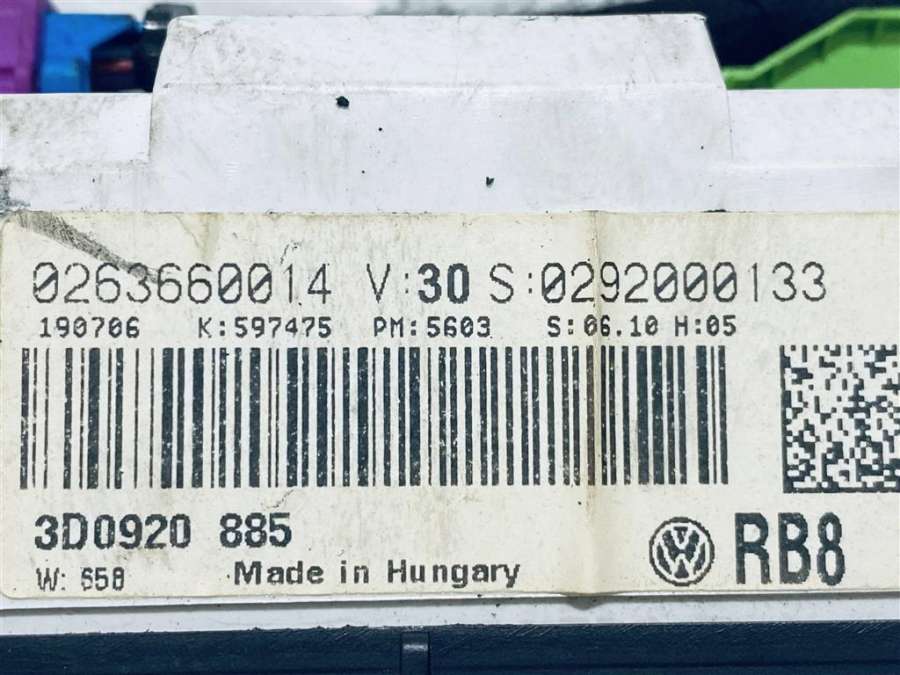 0263660014 V:30 S:0292000133
190706 K:597475 PM:5603 S:06.10 H:05
3D0920 885
RB8
W: 658 Made in Hungary